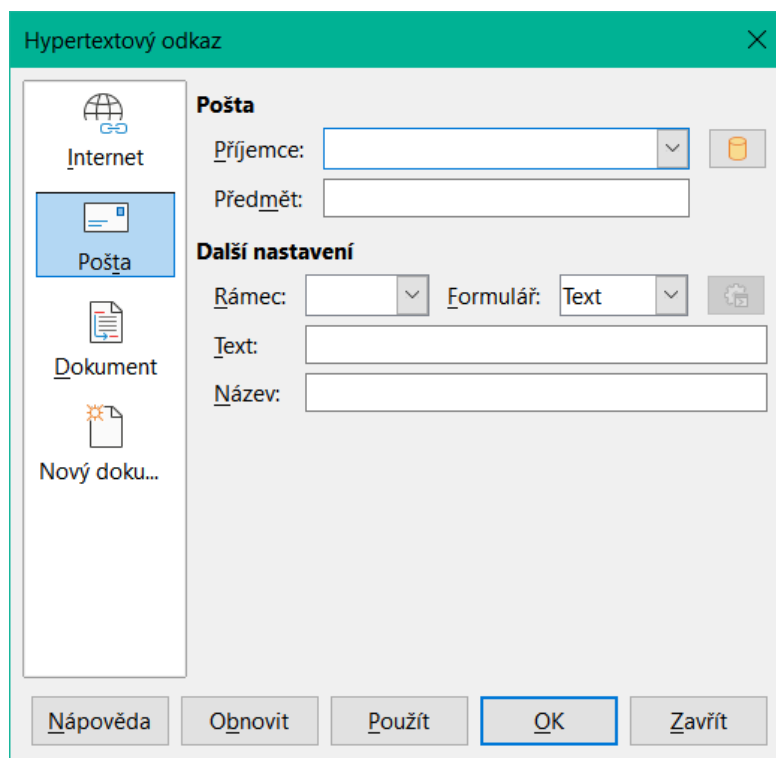 Hypertextový odkaz
Internet
Pošta
Dokument
Nový doku...
Pošta
Příjemce:
Předmět:
Další nastavení
Rámec: Formulář: Text
Text:
Název:
Nápověda Obnovit Použít OK Zavřít